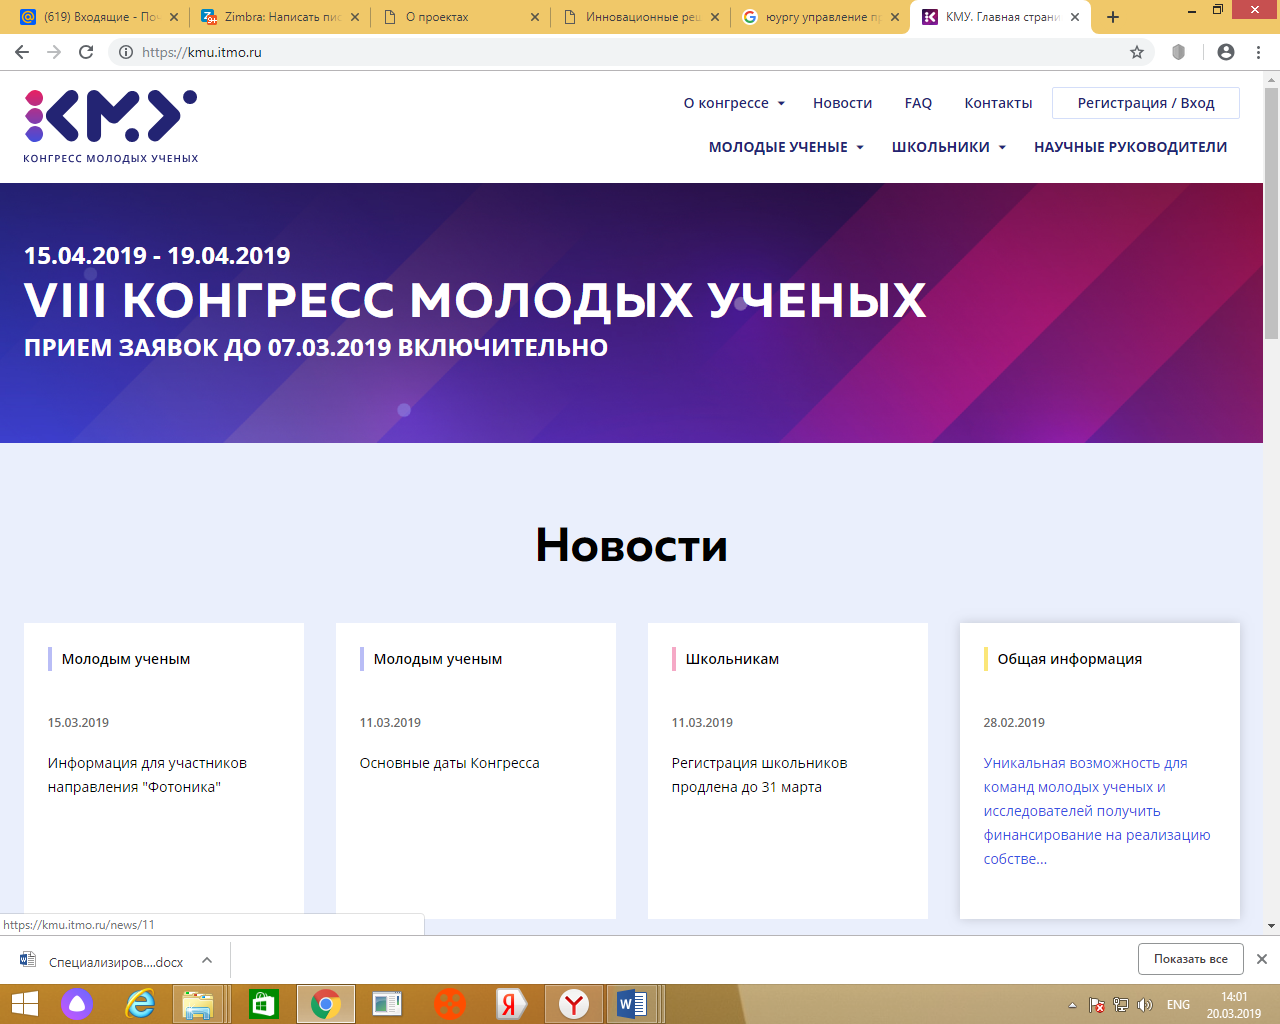 (619) Входящие - Поч
Zimbra: Написать пис
О проектах
Инновационные реш
юургу управление пр
КМУ. Главная страни
https://kmu.itmo.ru
КМУ
КОНГРЕСС МОЛОДЫХ УЧЕНЫХ
О конгрессе
Новости
FAQ
Контакты
Регистрация / Вход
МОЛОДЫЕ УЧЕНЫЕ
ШКОЛЬНИКИ
НАУЧНЫЕ РУКОВОДИТЕЛИ
15.04.2019 - 19.04.2019
VIII КОНГРЕСС МОЛОДЫХ УЧЕНЫХ
ПРИЕМ ЗАЯВОК ДО 07.03.2019 ВКЛЮЧИТЕЛЬНО
Новости
Молодым ученым
15.03.2019
Информация для участников
направления "Фотоника"
Молодым ученым
11.03.2019
Основные даты Конгресса
Школьникам
11.03.2019
Регистрация школьников
продлена до 31 марта
Общая информация
28.02.2019
Уникальная возможность для
команд молодых ученых и
исследователей получить
финансирование на реализацию
собстве...
https://kmu.itmo.ru/news/11
Специализиров....docx
Показать все
ENG
14:01
20.03.2019